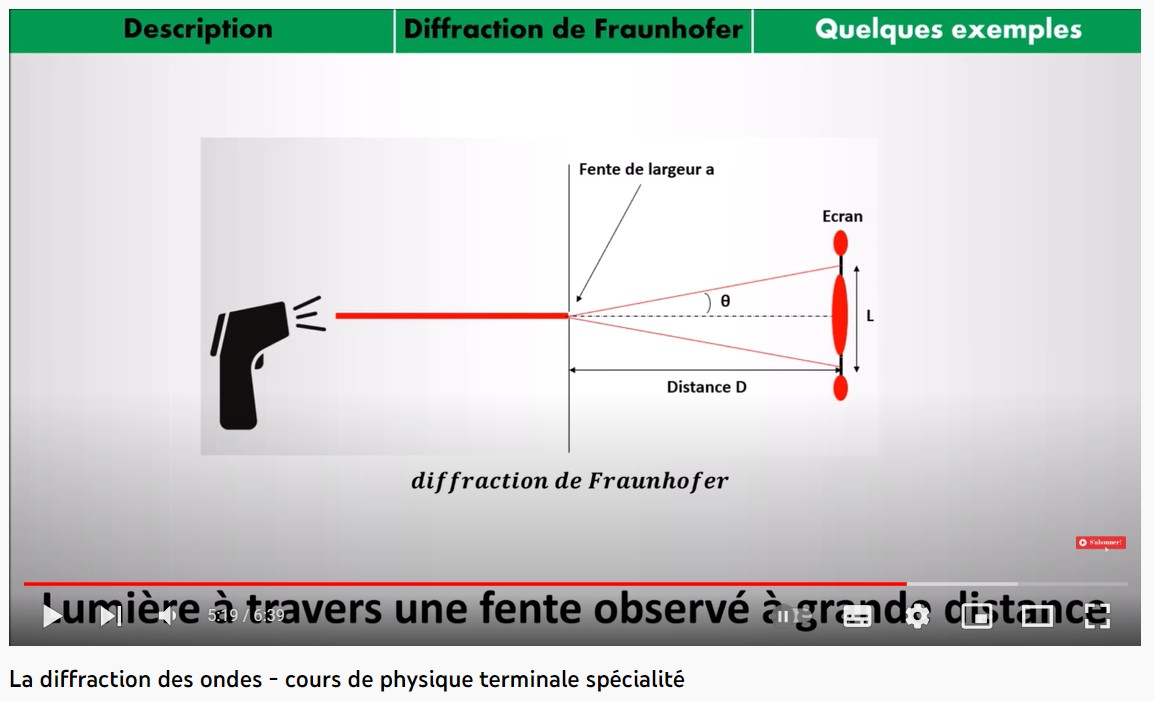 Description
Diffraction de Fraunhofer
Quelques exemples
Fente de largeur a
Ecran
θ
L
Distance D
diffraction de Fraunhofer
S'abonner!
Lumière à travers une fente observé à grande distance
5:19 / 6:39
La diffraction des ondes - cours de physique terminale spécialité